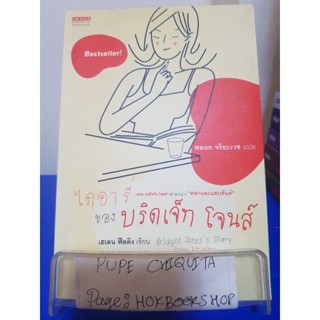 Bestseller!
พลอย จริยะเวช แปล
ไดอารี่
ของ บริดเจ็ท โจนส์
เฮเลน ฟีลดิง เขียน Bridget Jones's Diary
PUPE CHIQUITA
Page: HOKBOOKSHOP